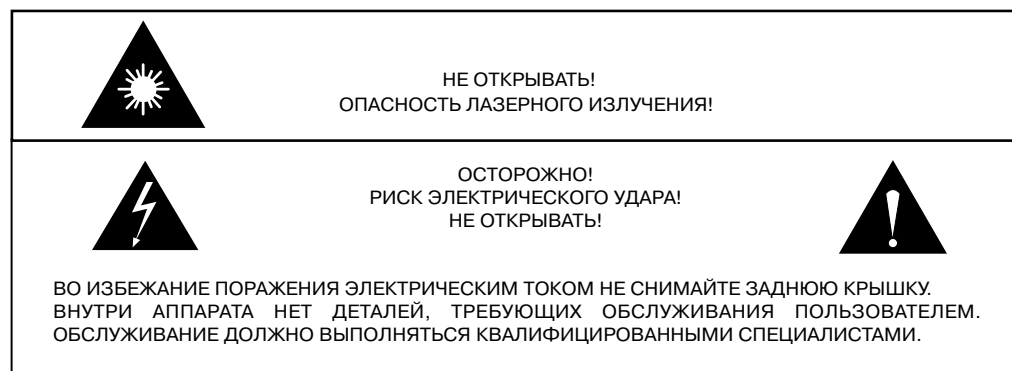 НЕ ОТКРЫВАТЬ!
ОПАСНОСТЬ ЛАЗЕРНОГО ИЗЛУЧЕНИЯ!
ОСТОРОЖНО!
РИСК ЭЛЕКТРИЧЕСКОГО УДАРА!
НЕ ОТКРЫВАТЬ!
ВО ИЗБЕЖАНИЕ ПОРАЖЕНИЯ ЭЛЕКТРИЧЕСКИМ ТОКОМ НЕ СНИМАЙТЕ ЗАДНЮЮ КРЫШКУ.
ВНУТРИ АППАРАТА НЕТ ДЕТАЛЕЙ, ТРЕБУЮЩИХ ОБСЛУЖИВАНИЯ ПОЛЬЗОВАТЕЛЕМ.
ОБСЛУЖИВАНИЕ ДОЛЖНО ВЫПОЛНЯТЬСЯ КВАЛИФИЦИРОВАННЫМИ СПЕЦИАЛИСТАМИ.